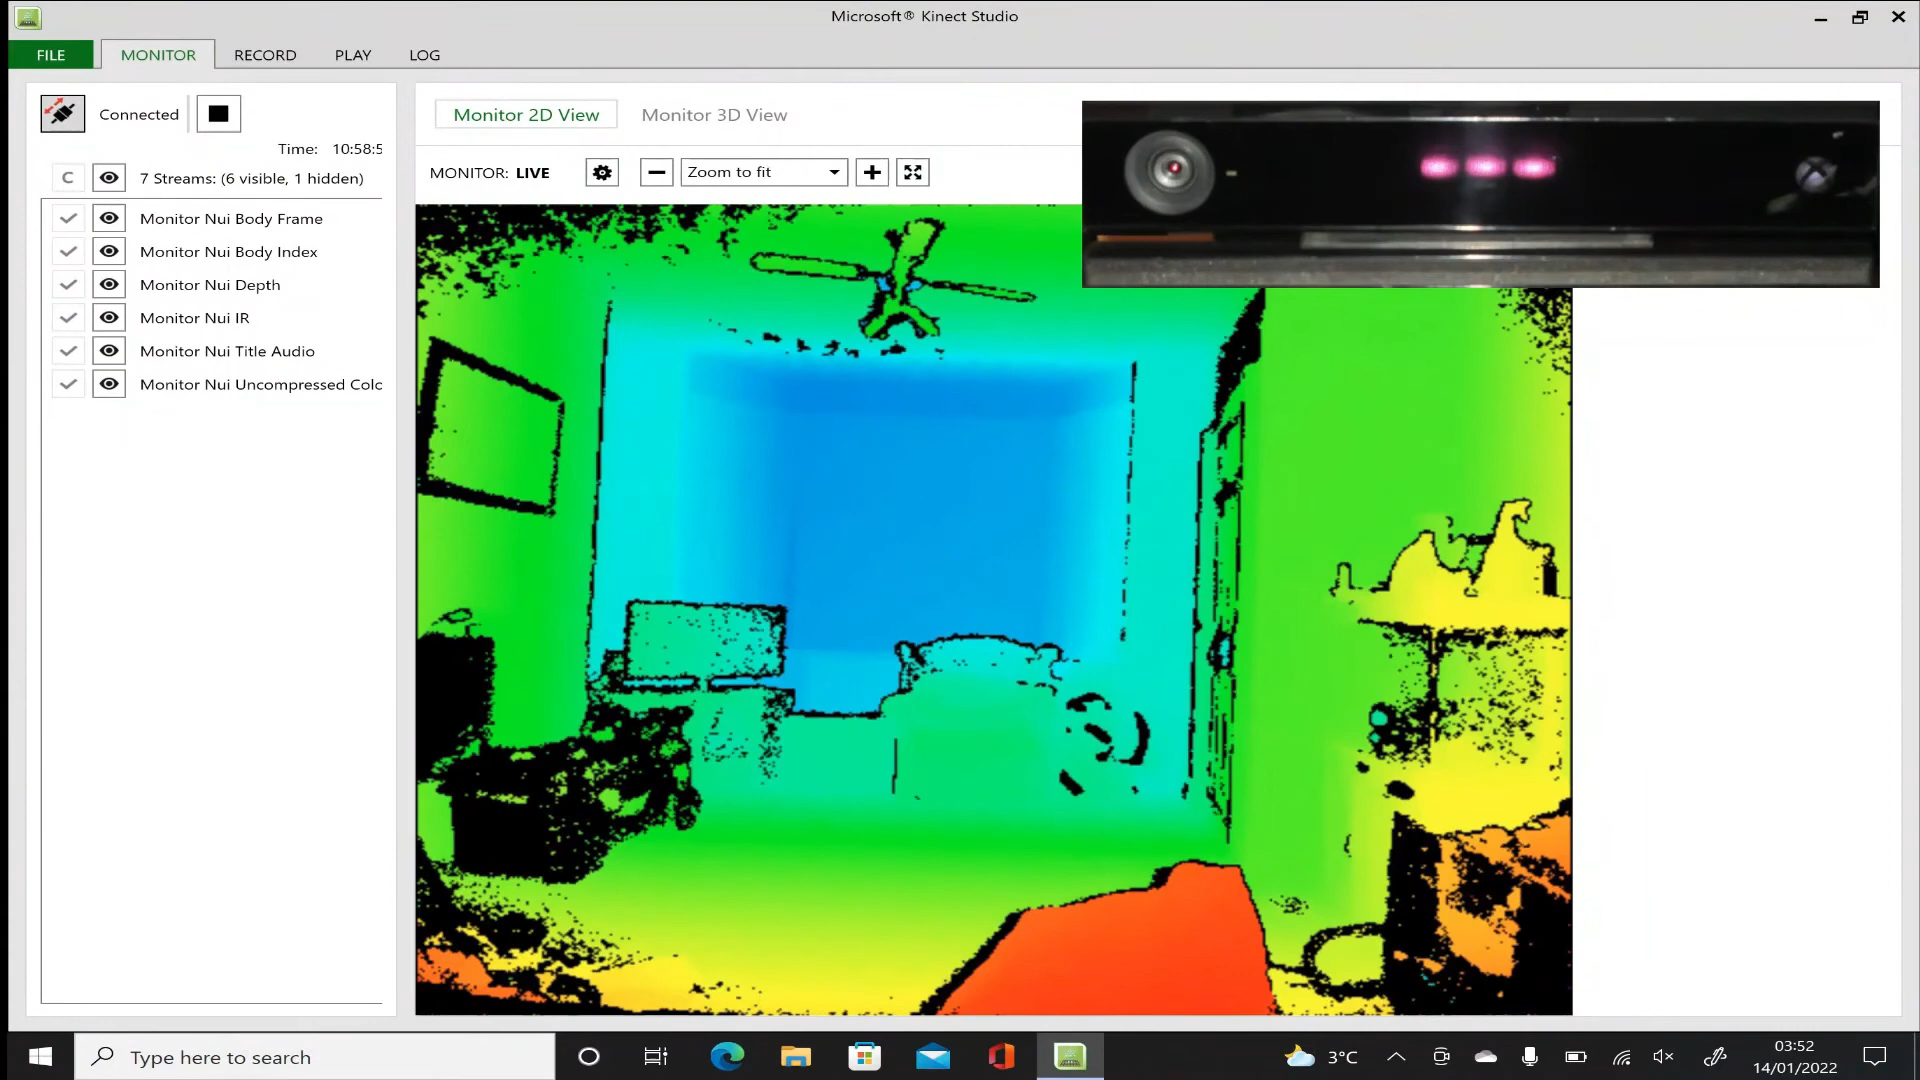 Microsoft® Kinect Studio
FILE
MONITOR
RECORD
PLAY
LOG
Connected
Time: 10:58:5
C
7 Streams: (6 visible, 1 hidden)
Monitor Nui Body Frame
Monitor Nui Body Index
Monitor Nui Depth
Monitor Nui IR
Monitor Nui Title Audio
Monitor Nui Uncompressed Colc
Monitor 2D View
Monitor 3D View
MONITOR: LIVE
Zoom to fit
Type here to search
3°C
03:52
14/01/2022